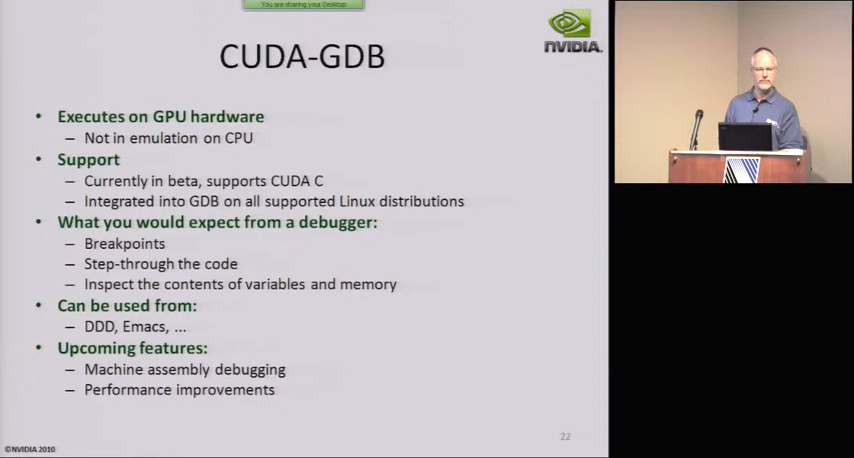 You are sharing your Desktop
NVIDIA.
CUDA-GDB
• Executes on GPU hardware
– Not in emulation on CPU
• Support
– Currently in beta, supports CUDA C
– Integrated into GDB on all supported Linux distributions
• What you would expect from a debugger:
– Breakpoints
– Step-through the code
– Inspect the contents of variables and memory
• Can be used from:
– DDD, Emacs, ...
• Upcoming features:
– Machine assembly debugging
– Performance improvements
22
©NVIDIA 2010